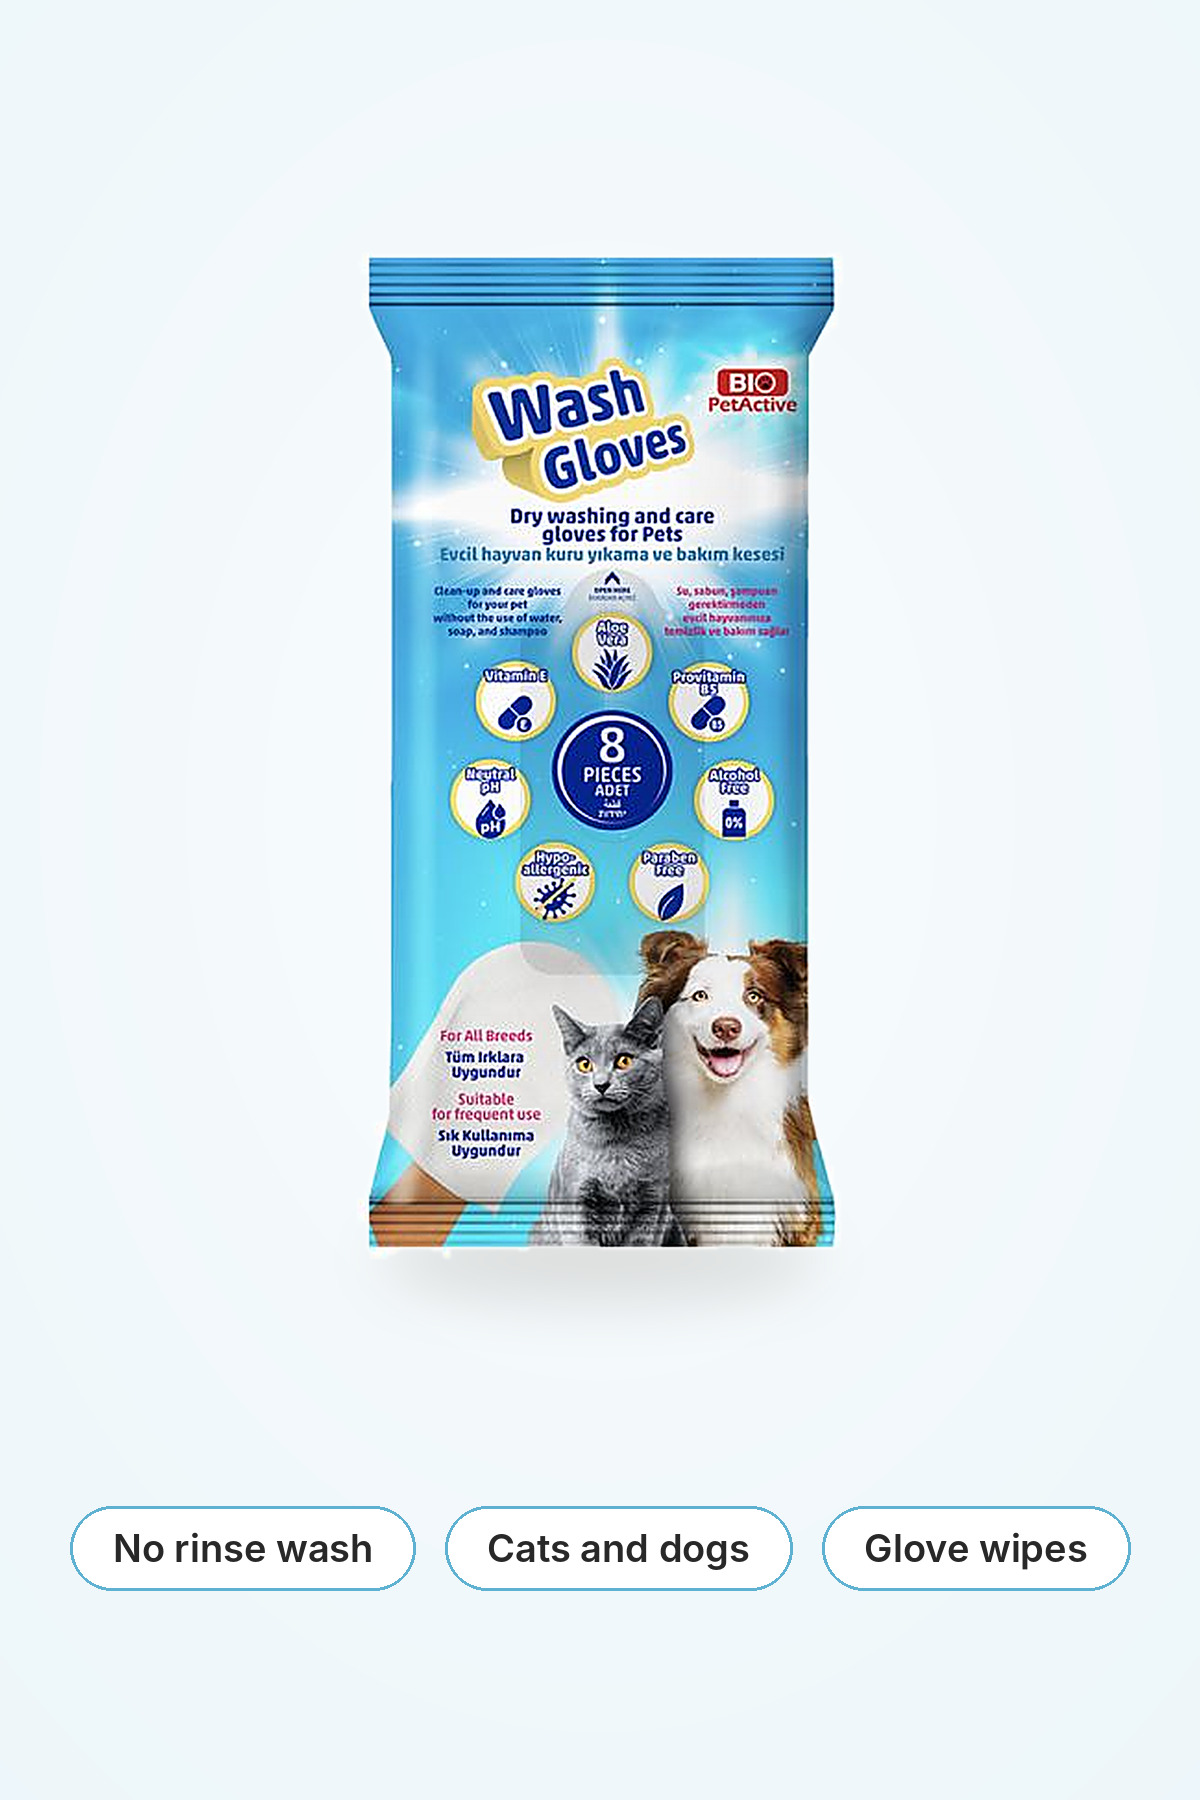 Wash
Gloves
BIO
PetActive
Dry washing and care
gloves for Pets
Evcil hayvan kuru yıkama ve bakım kesesi
OPEN HERE
Clean-up and care gloves
for your pet
without the use of water,
soap, and shampoo
Su, sabun, şampuan
gerektirmeden
evcil hayvanınıza
temizlik ve bakım sağlar
Aloe
Vera
Vitamin E
E
Provitamin
B5
B5
8
PIECES
ADET
Neutral
pH
pH
Alcohol
Free
0%
Hypo-
allergenic
Paraben
Free
For All Breeds
Tüm Irklara
Uygundur
Suitable
for frequent use
Sık Kullanıma
Uygundur
No rinse wash
Cats and dogs
Glove wipes